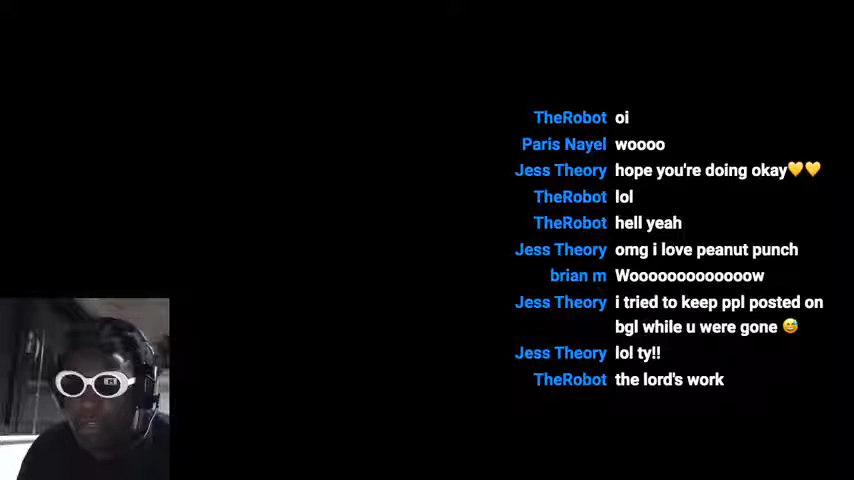 TheRobot oi
Paris Nayel woooo
Jess Theory hope you're doing okay💛💛
TheRobot lol
TheRobot hell yeah
Jess Theory omg i love peanut punch
brian m Woooooooooooow
Jess Theory i tried to keep ppl posted on
bgl while u were gone 😅
Jess Theory lol ty!!
TheRobot the lord's work